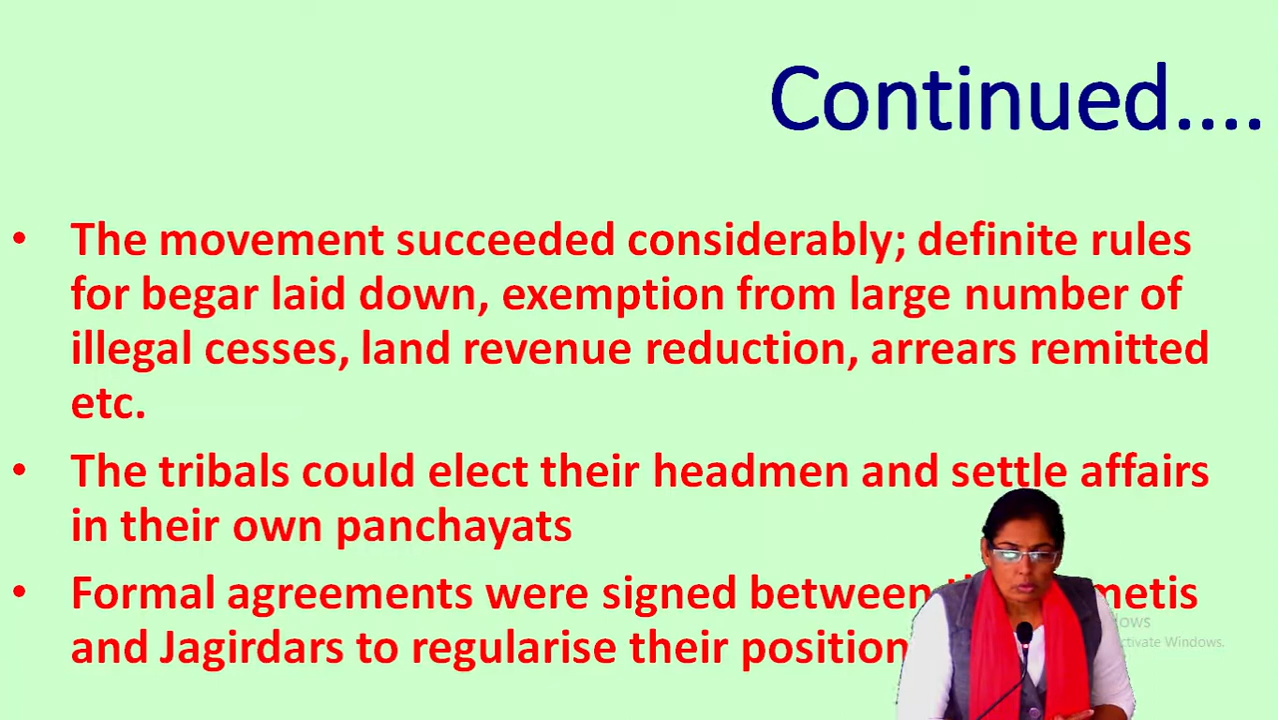 Continued....
• The movement succeeded considerably; definite rules
for begar laid down, exemption from large number of
illegal cesses, land revenue reduction, arrears remitted
etc.
• The tribals could elect their headmen and settle affairs
in their own panchayats
• Formal agreements were signed between
and Jagirdars to regularise their position
ctivate Windows.